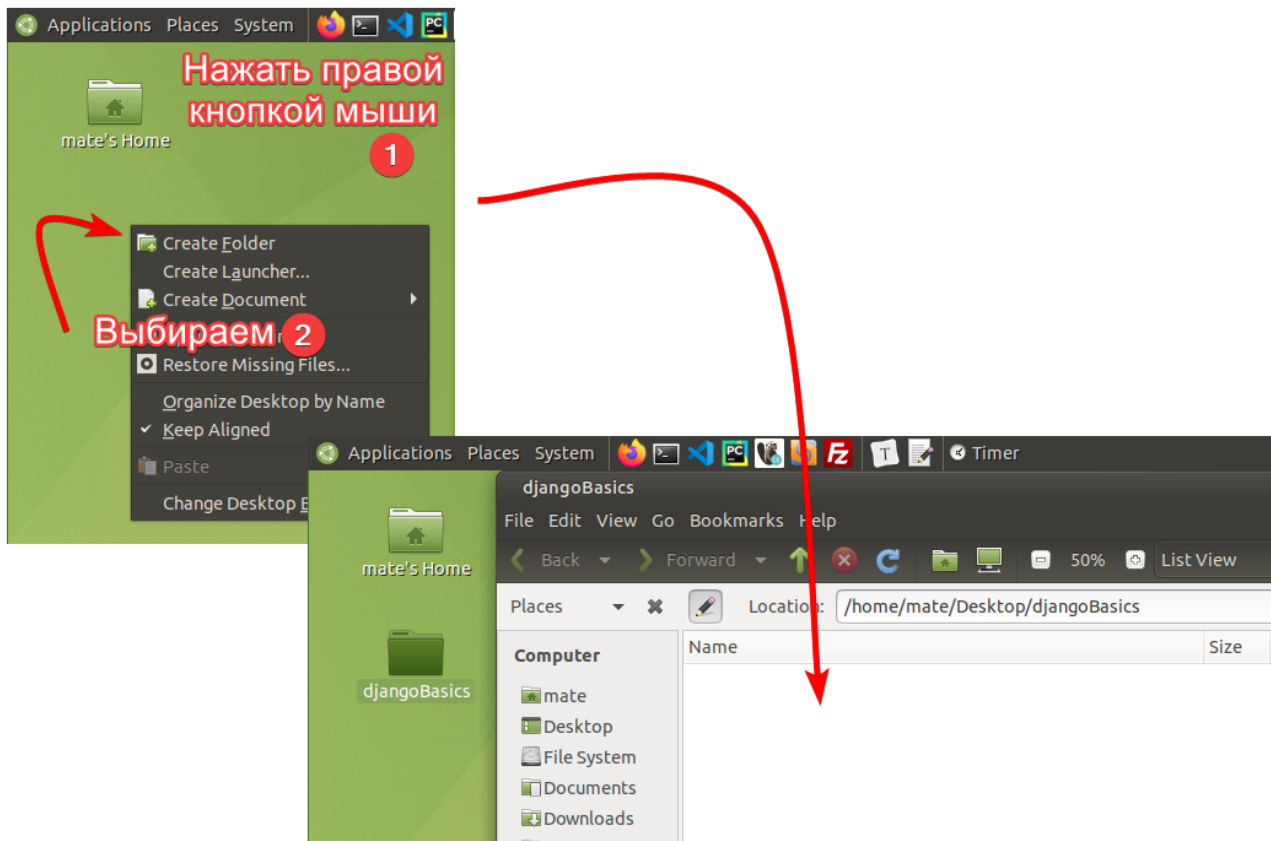 Applications Places System
PC
Нажать правой
кнопкой мыши
1
mate's Home
Create Folder
Create Launcher...
Create Document
Выбираем 2
Restore Missing Files...
Organize Desktop by Name
Keep Aligned
Paste
Change Desktop
Applications Places System PC Fz T Timer
djangoBasics
File Edit View Go Bookmarks Help
Back Forward 50% List View
mate's Home
Places Location: /home/mate/Desktop/djangoBasics
Name Size
Computer
mate
djangoBasics
Desktop
File System
Documents
Downloads